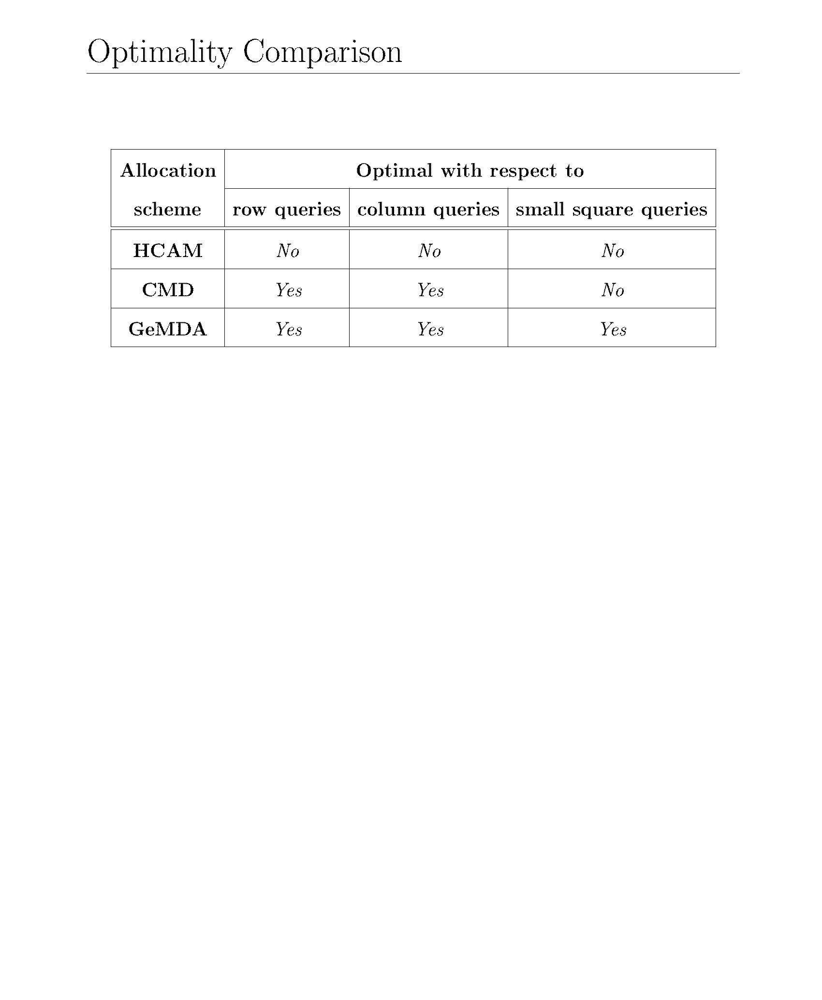 Optimality Comparison
Allocation Optimal with respect to
scheme row queries column queries small square queries
HCAM No No No
CMD Yes Yes No
GeMDA Yes Yes Yes